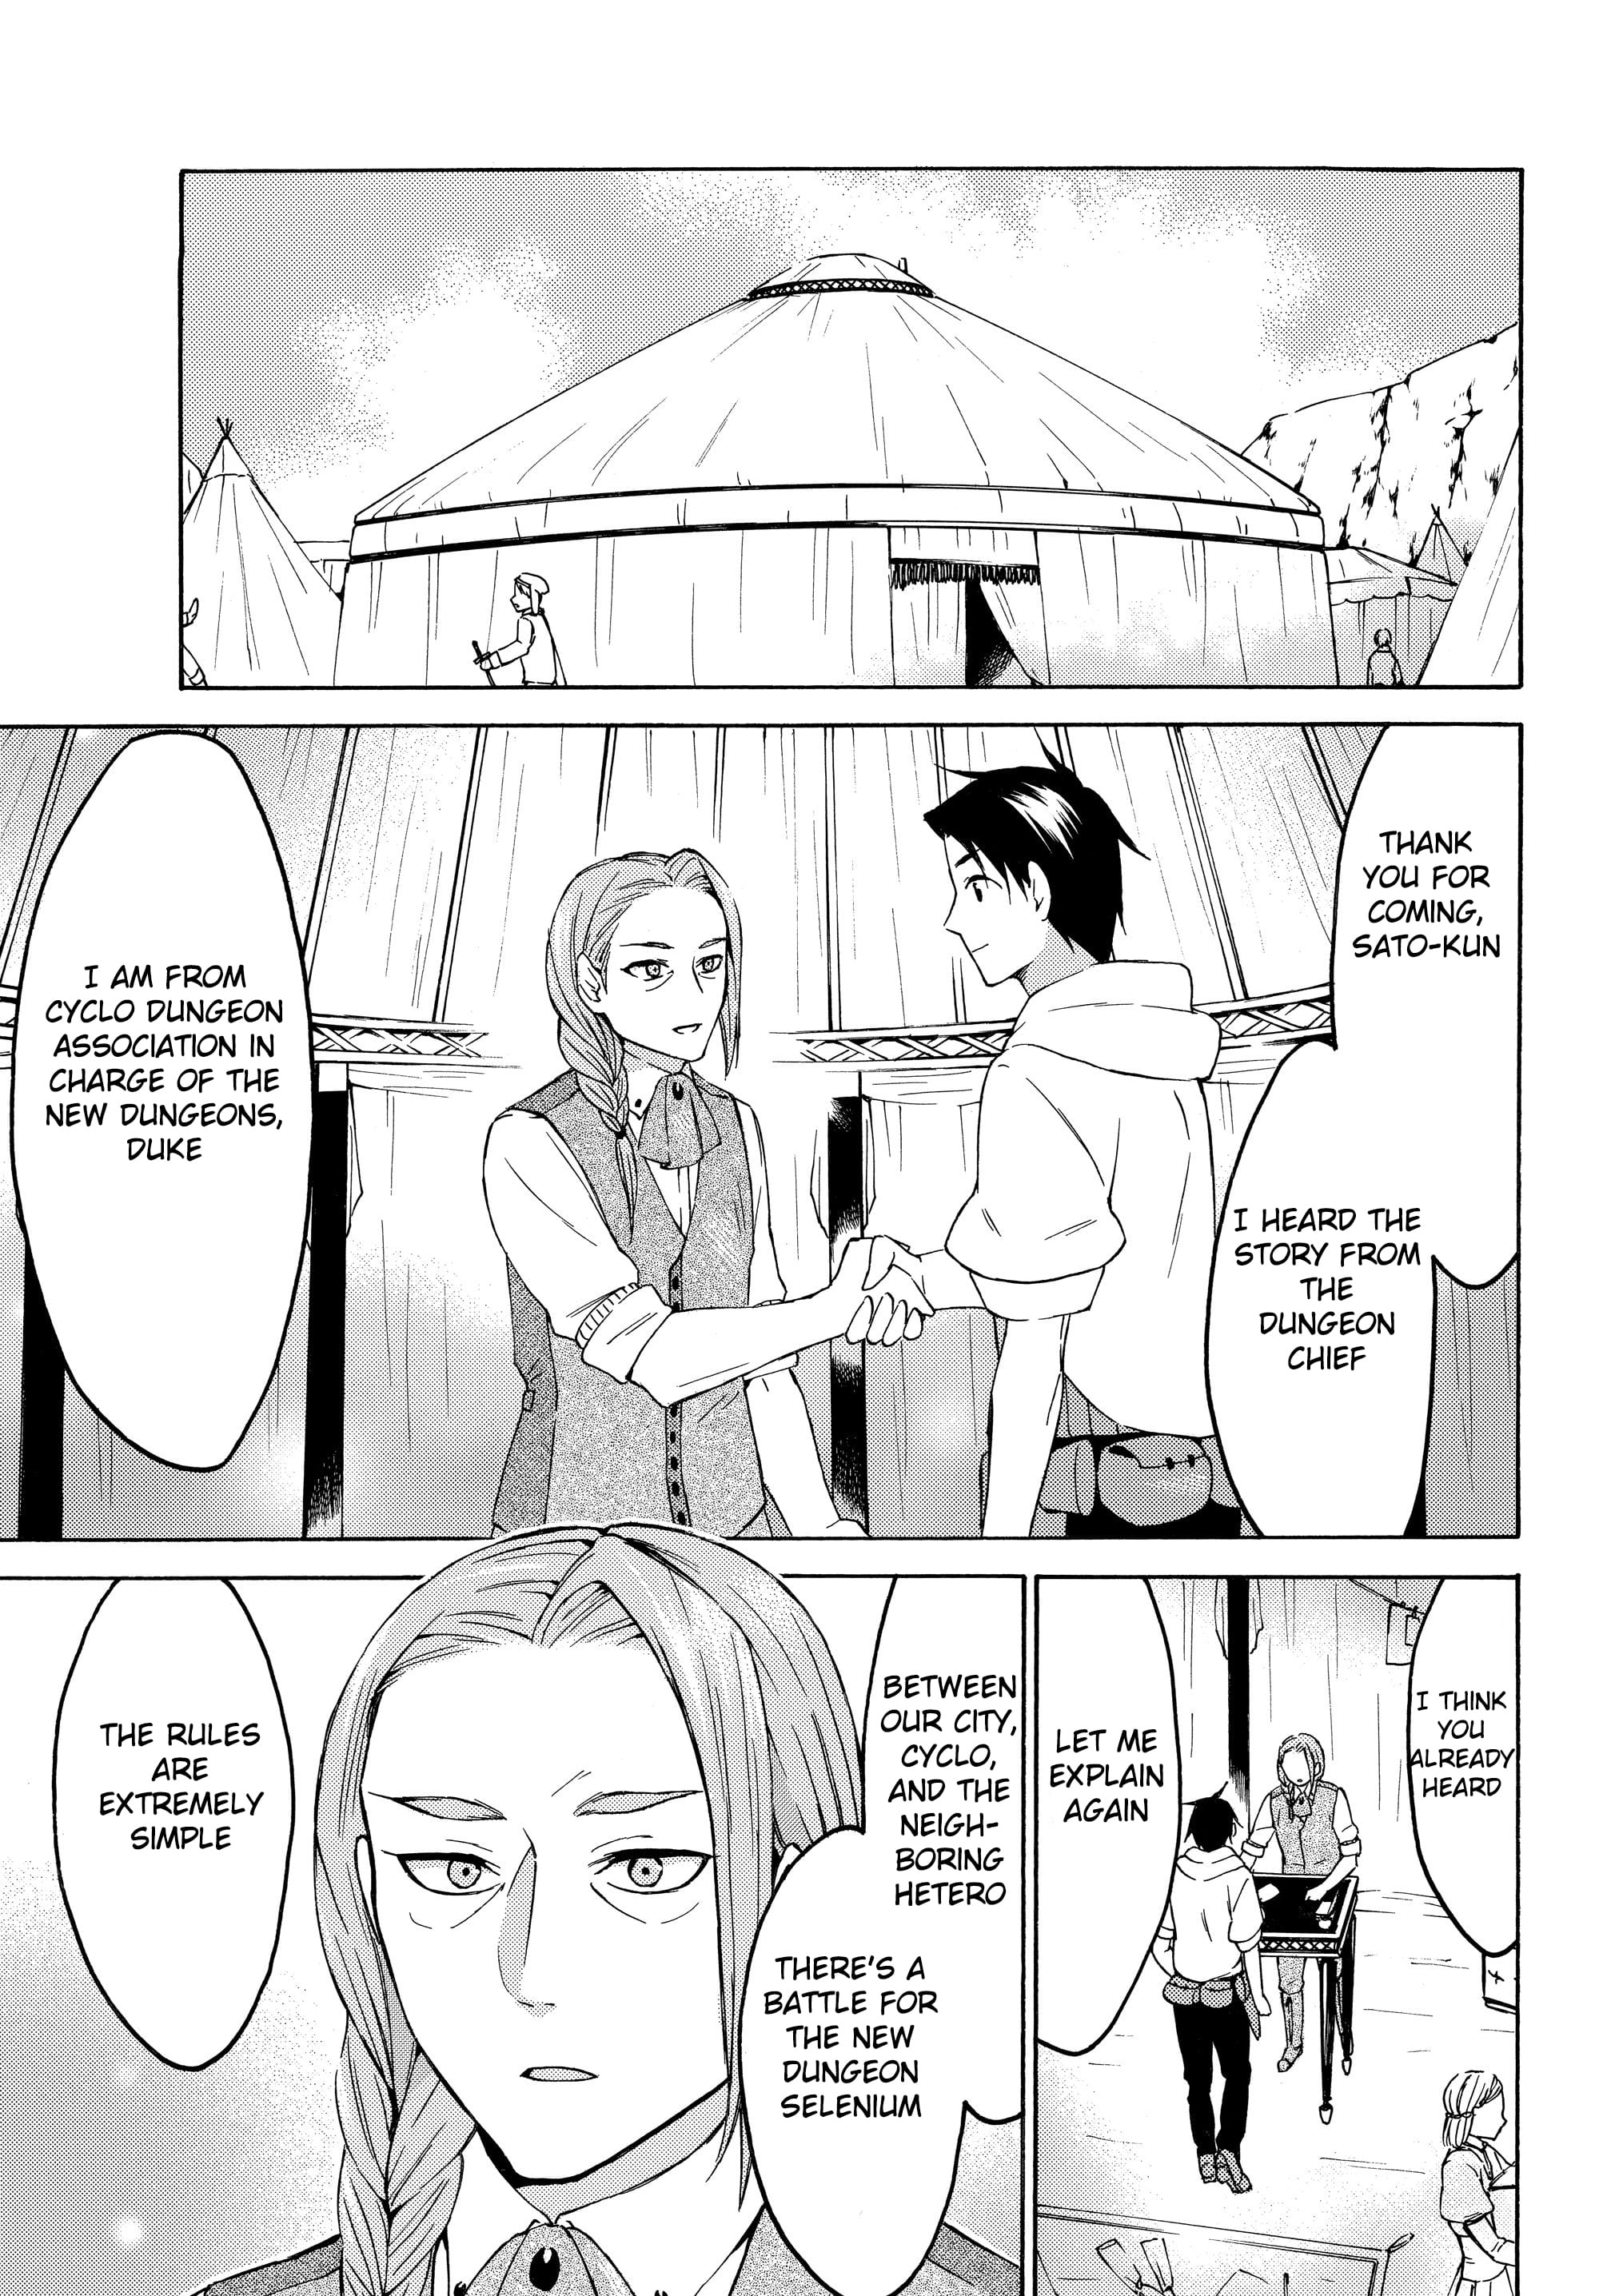 THANK
YOU FOR
COMING,
SATO-KUN
I HEARD THE
STORY FROM
THE
DUNGEON
CHIEF
I AM FROM
CYCLO DUNGEON
ASSOCIATION IN
CHARGE OF THE
NEW DUNGEONS,
DUKE
I THINK
YOU
ALREADY
HEARD
LET ME
EXPLAIN
AGAIN
BETWEEN
OUR CITY,
CYCLO,
AND THE
NEIGH-
BORING
HETERO
THERE'S A
BATTLE FOR
THE NEW
DUNGEON
SELENIUM
THE RULES
ARE
EXTREMELY
SIMPLE